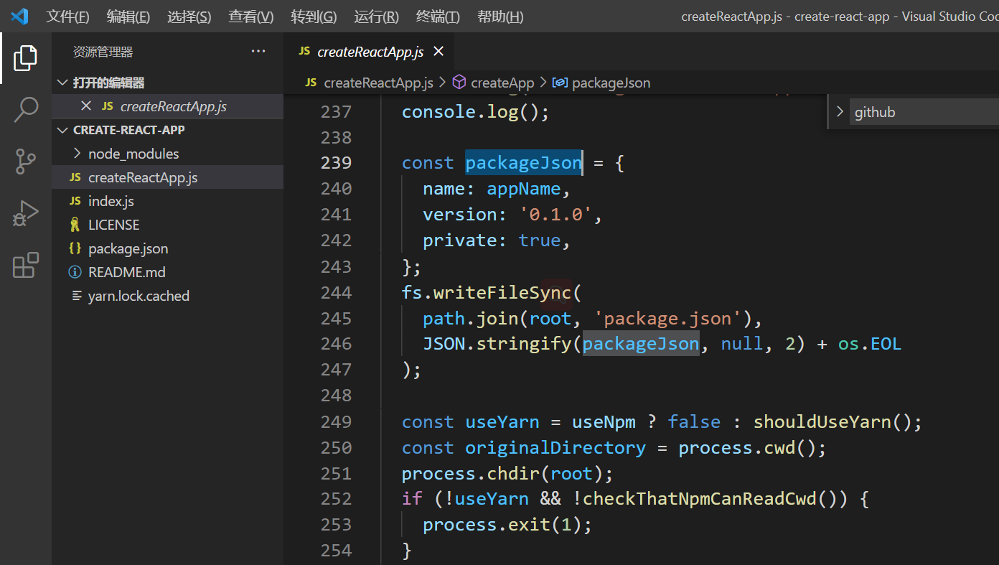 文件(F) 编辑(E) 选择(S) 查看(V) 转到(G) 运行(R) 终端(T) 帮助(H) createReactApp.js - create-react-app - Visual Studio Coc
资源管理器 ···
打开的编辑器
JS createReactApp.js
CREATE-REACT-APP
node_modules
JS createReactApp.js
JS index.js
LICENSE
{} package.json
README.md
yarn.lock.cached
JS createReactApp.js
JS createReactApp.js > createApp > packageJson
github
237 console.log();
238
239 const packageJson = {
240 name: appName,
241 version: '0.1.0',
242 private: true,
243 };
244 fs.writeFileSync(
245 path.join(root, 'package.json'),
246 JSON.stringify(packageJson, null, 2) + os.EOL
247 );
248
249 const useYarn = useNpm ? false : shouldUseYarn();
250 const originalDirectory = process.cwd();
251 process.chdir(root);
252 if (!useYarn && !checkThatNpmCanReadCwd()) {
253 process.exit(1);
254 }